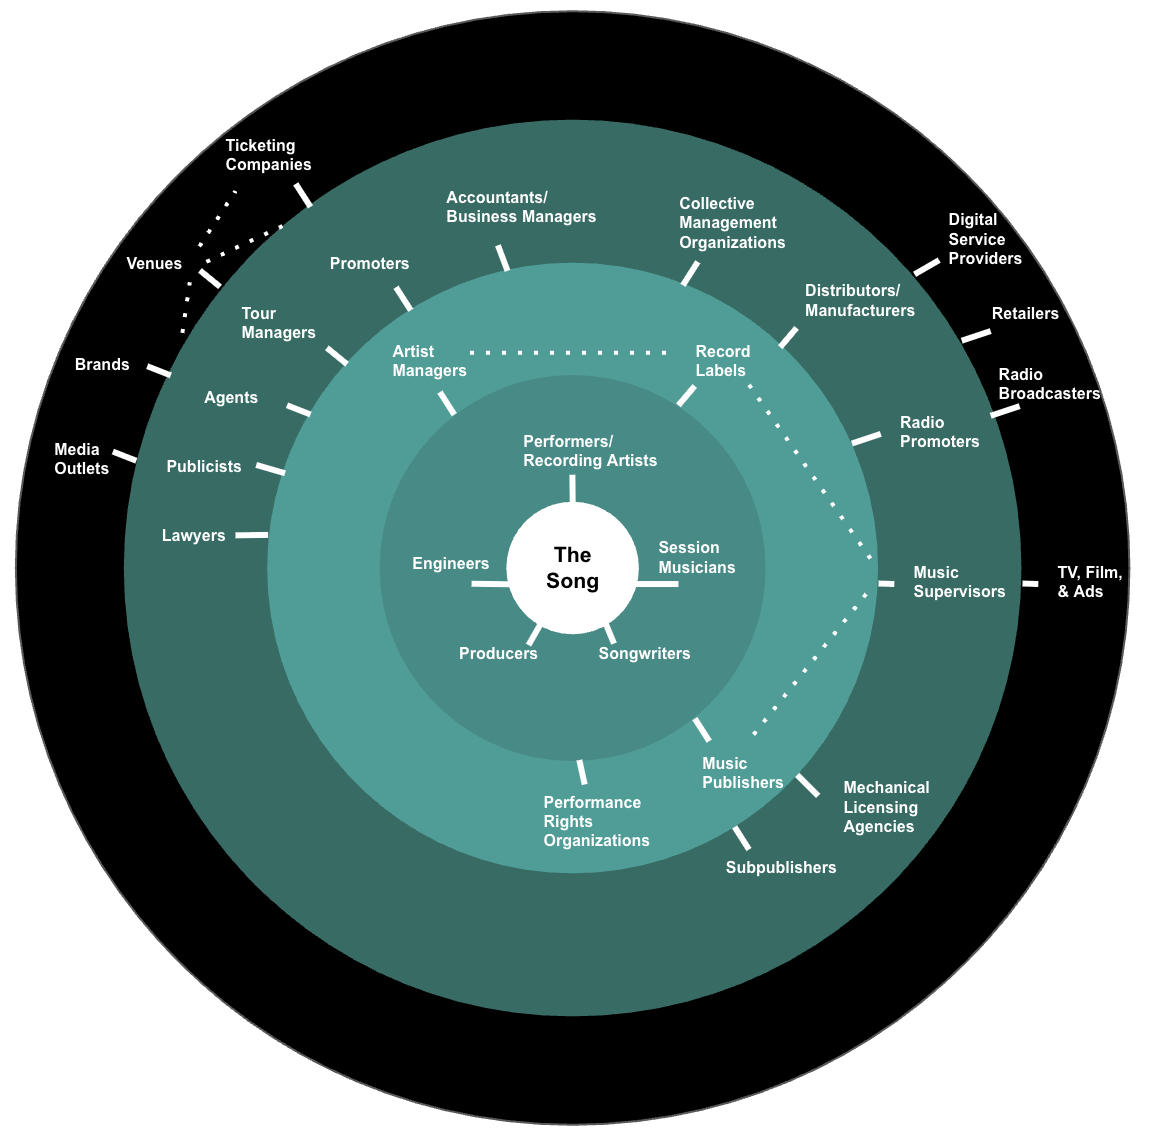 Ticketing
Companies
Accountants/
Business Managers
Collective
Management
Organizations
Digital
Service
Providers
Venues
Promoters
Distributors/
Manufacturers
Tour
Managers
Retailers
Brands
Artist
Managers
Record
Labels
Radio
Broadcasters
Agents
Media
Outlets
Publicists
Performers/
Recording Artists
Radio
Promoters
Lawyers
Engineers
The
Song
Session
Musicians
Music
Supervisors
TV, Film,
& Ads
Producers
Songwriters
Music
Publishers
Performance
Rights
Organizations
Mechanical
Licensing
Agencies
Subpublishers